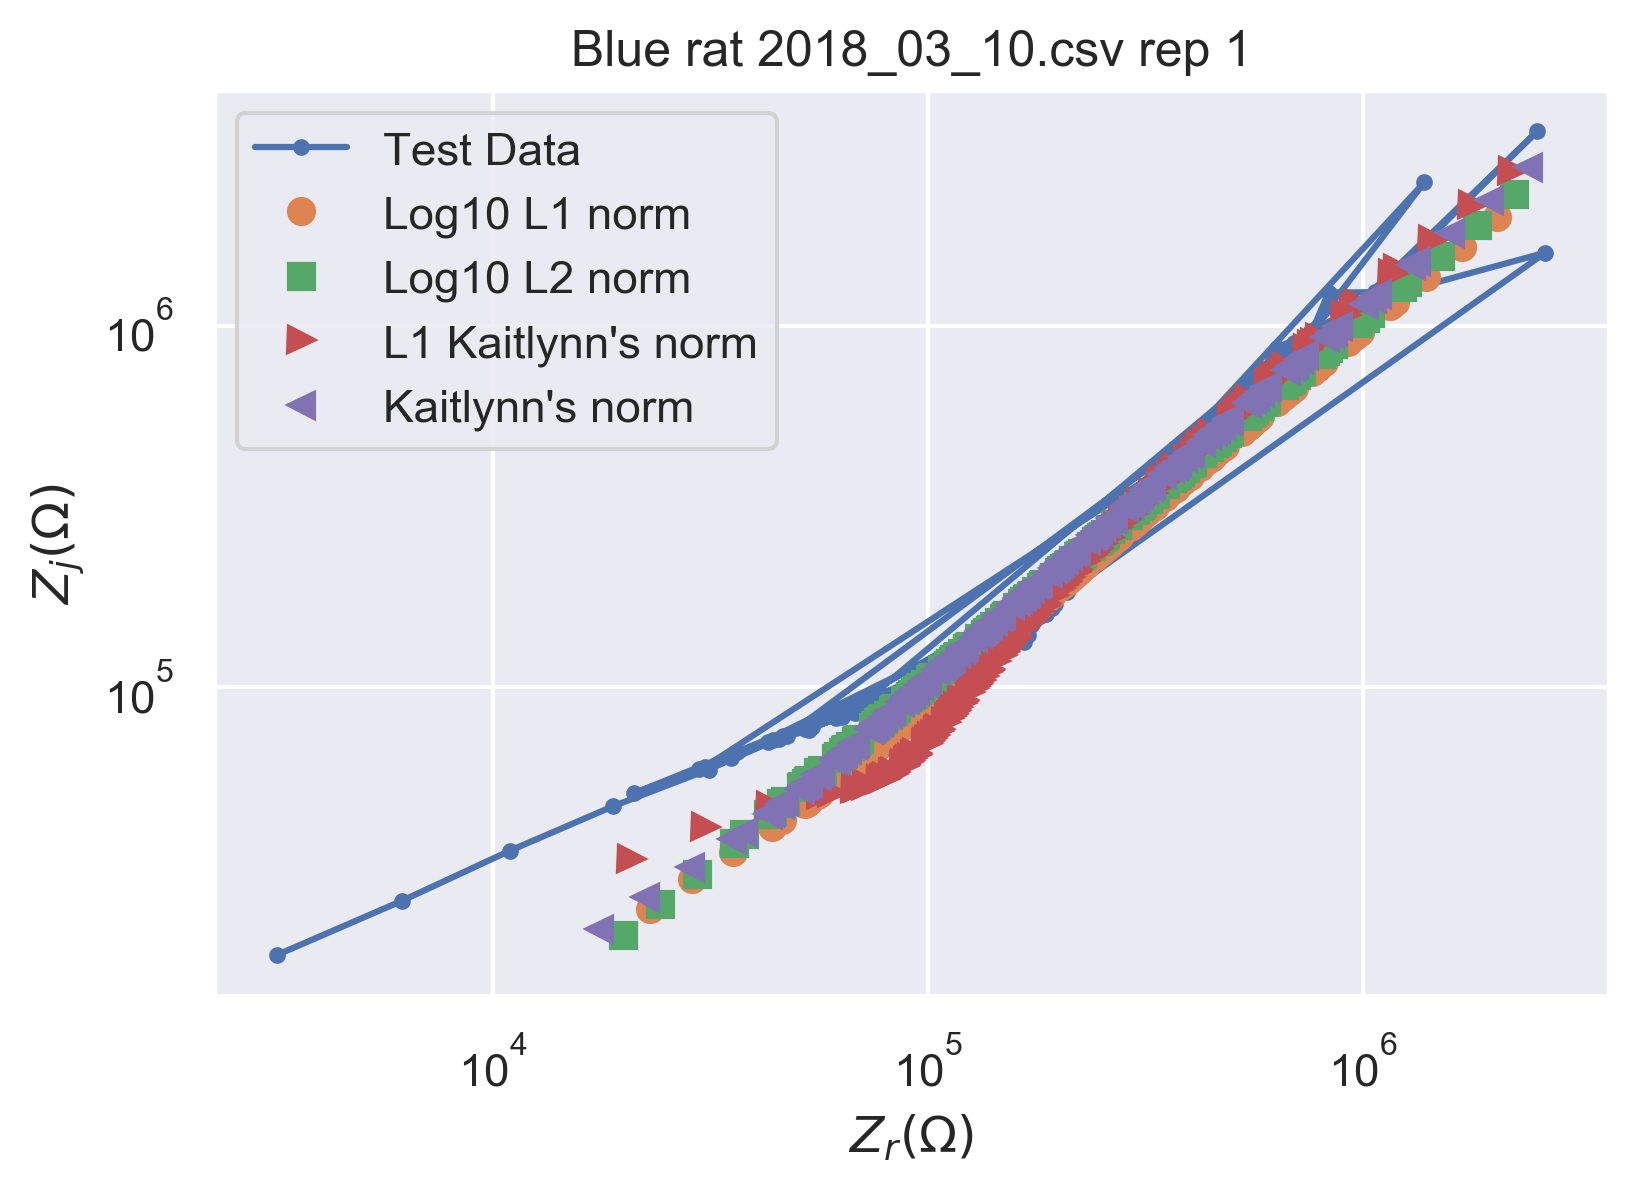 Blue rat 2018_03_10.csv rep 1
Test Data
Log10 L1 norm
Log10 L2 norm
L1 Kaitlynn's norm
Kaitlynn's norm
Z_j(Ω)
10^6
10^5
10^4
10^5
10^6
Z_r(Ω)